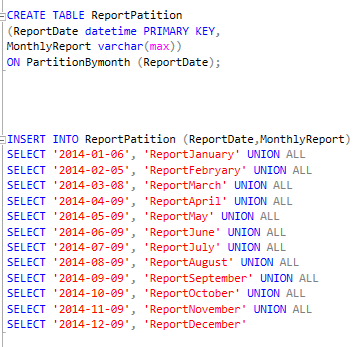 CREATE TABLE ReportPatition
(ReportDate datetime PRIMARY KEY,
MonthlyReport varchar(max))
ON PartitionBymonth (ReportDate);
INSERT INTO ReportPatition (ReportDate,MonthlyReport)
SELECT '2014-01-06', 'ReportJanuary' UNION ALL
SELECT '2014-02-05', 'ReportFebryary' UNION ALL
SELECT '2014-03-08', 'ReportMarch' UNION ALL
SELECT '2014-04-09', 'ReportApril' UNION ALL
SELECT '2014-05-09', 'ReportMay' UNION ALL
SELECT '2014-06-09', 'ReportJune' UNION ALL
SELECT '2014-07-09', 'ReportJuly' UNION ALL
SELECT '2014-08-09', 'ReportAugust' UNION ALL
SELECT '2014-09-09', 'ReportSeptember' UNION ALL
SELECT '2014-10-09', 'ReportOctober' UNION ALL
SELECT '2014-11-09', 'ReportNovember' UNION ALL
SELECT '2014-12-09', 'ReportDecember'